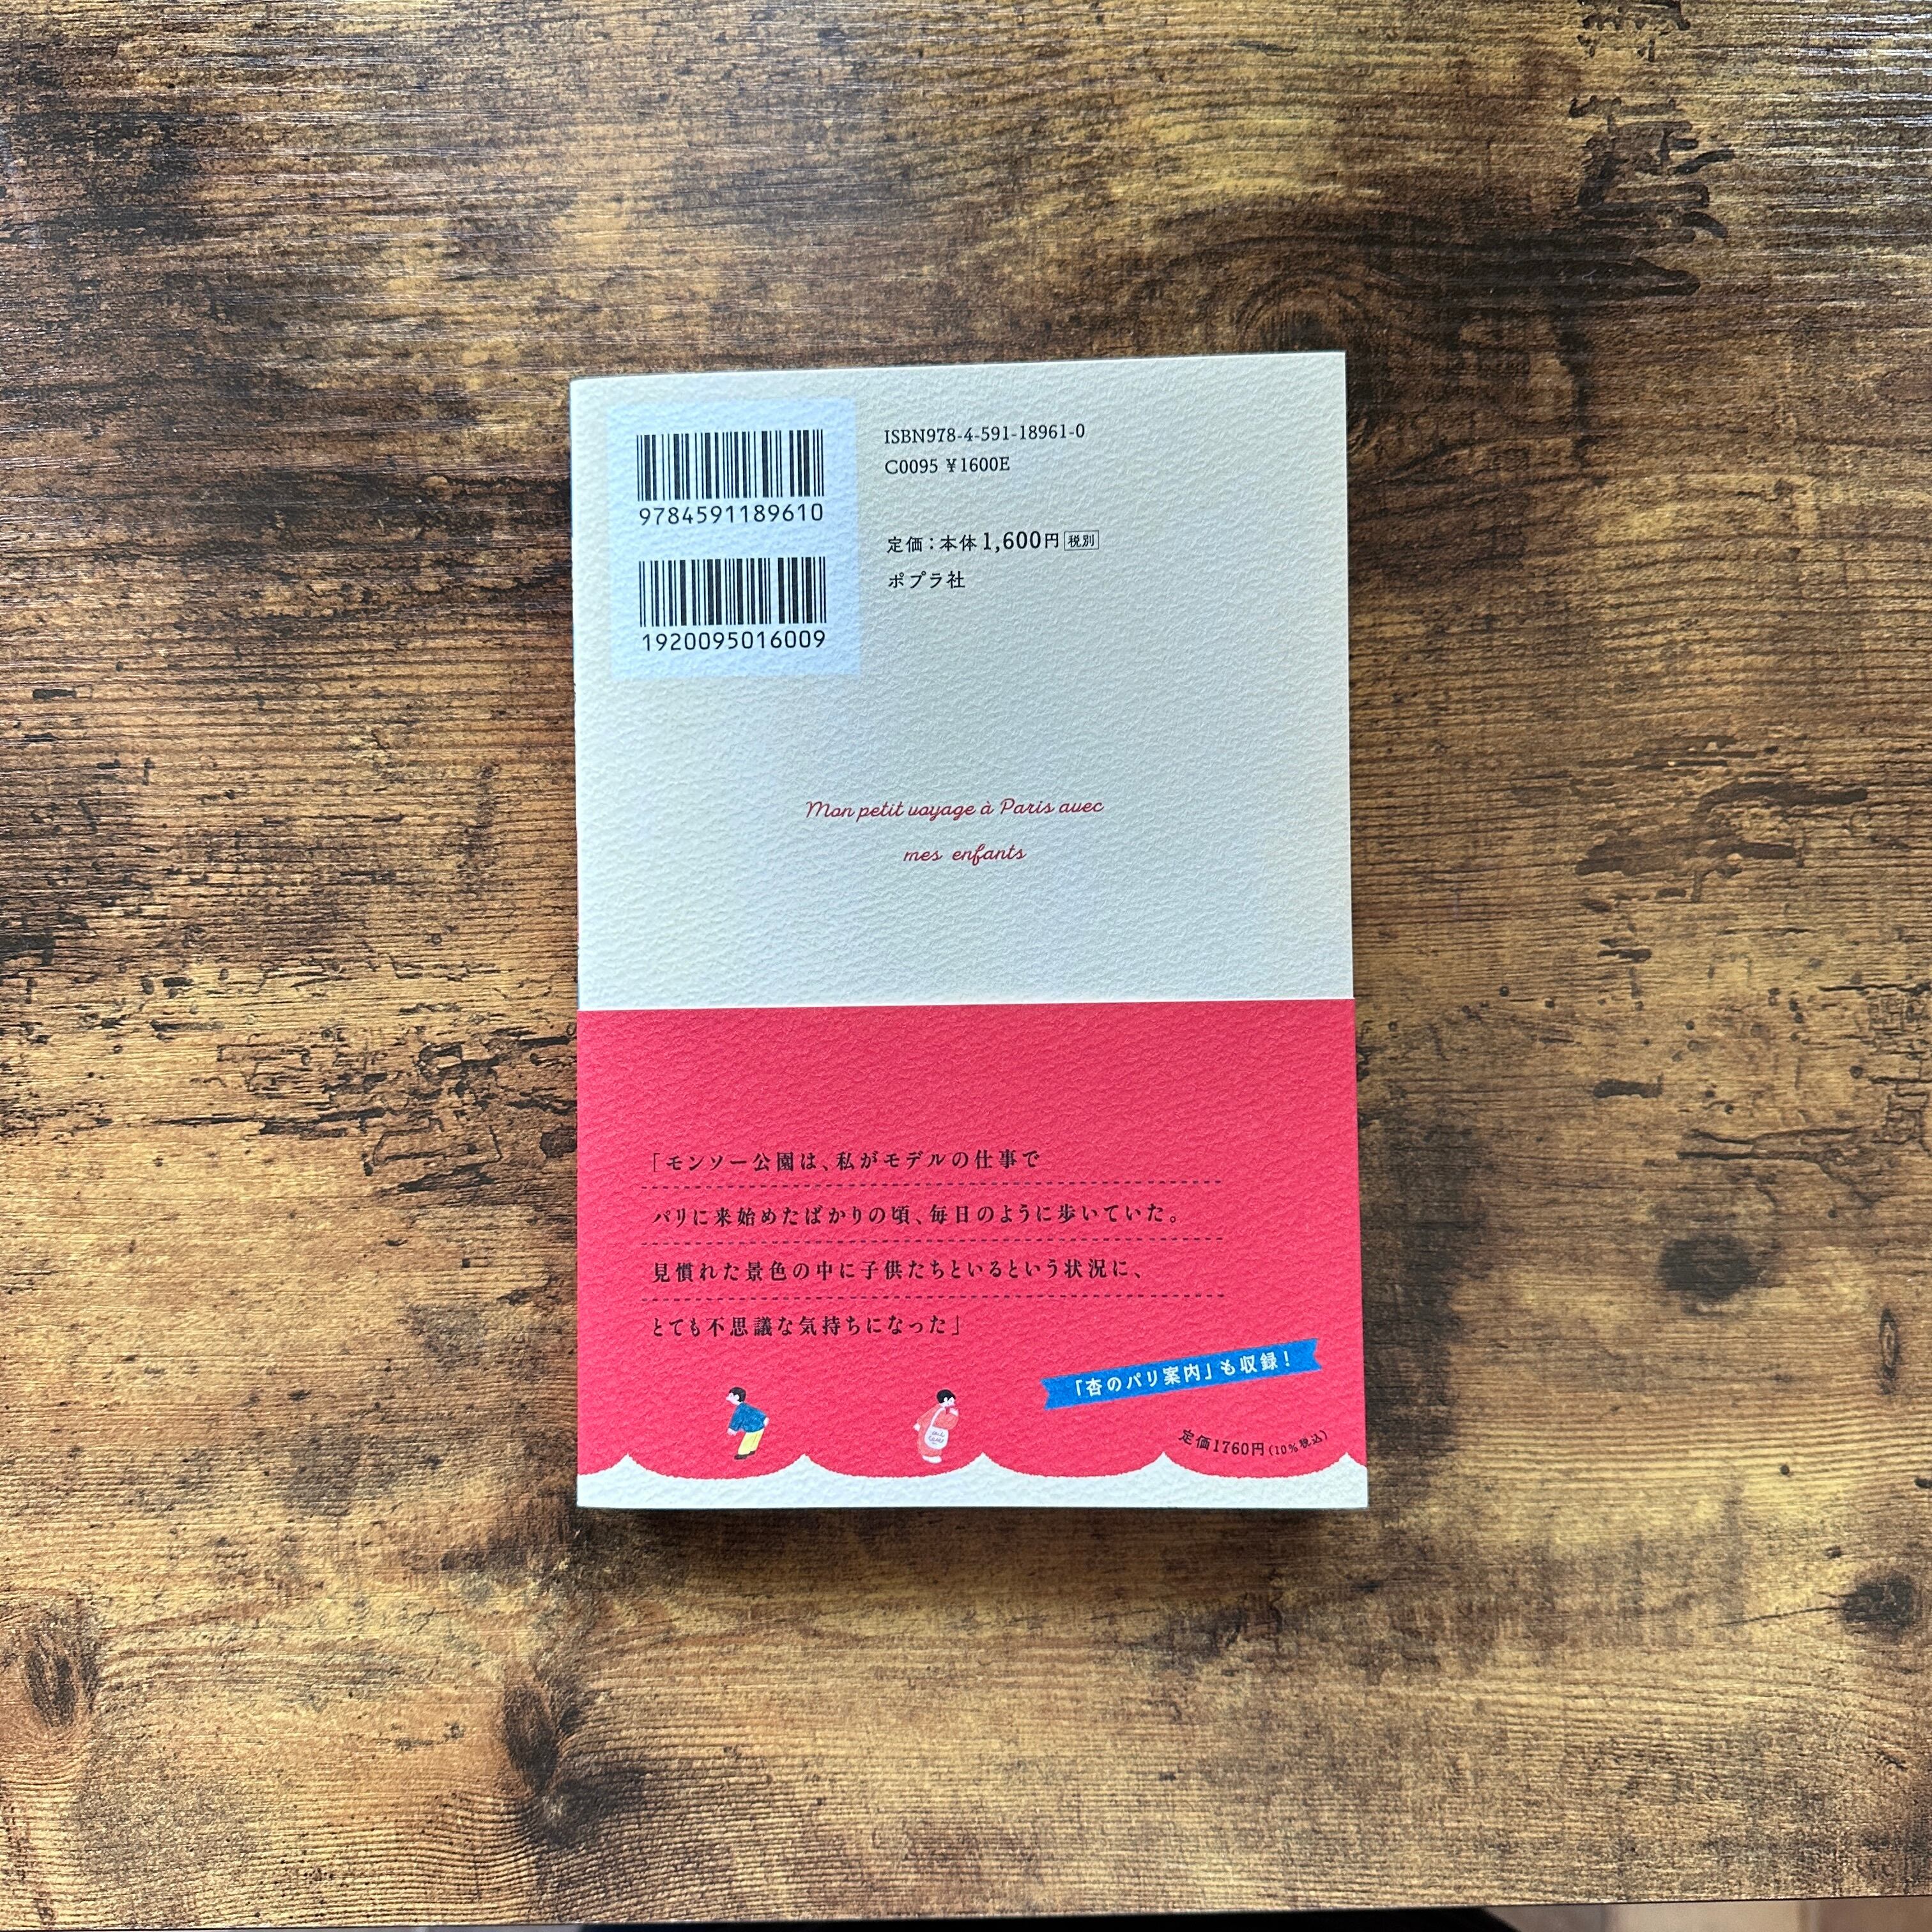 9784591189610
1920095016009
ISBN978-4-591-18961-0
C0095 ¥1600E
定価：本体1,600円 税別
ポプラ社
Mon petit voyage à Paris avec
mes enfants
「モンソー公園は、私がモデルの仕事で
パリに来始めたばかりの頃、毎日のように歩いていた。
見慣れた景色の中に子供たちといるという状況に、
とても不思議な気持ちになった」
「杏のパリ案内」も収録！
定価1760円(10%税込)